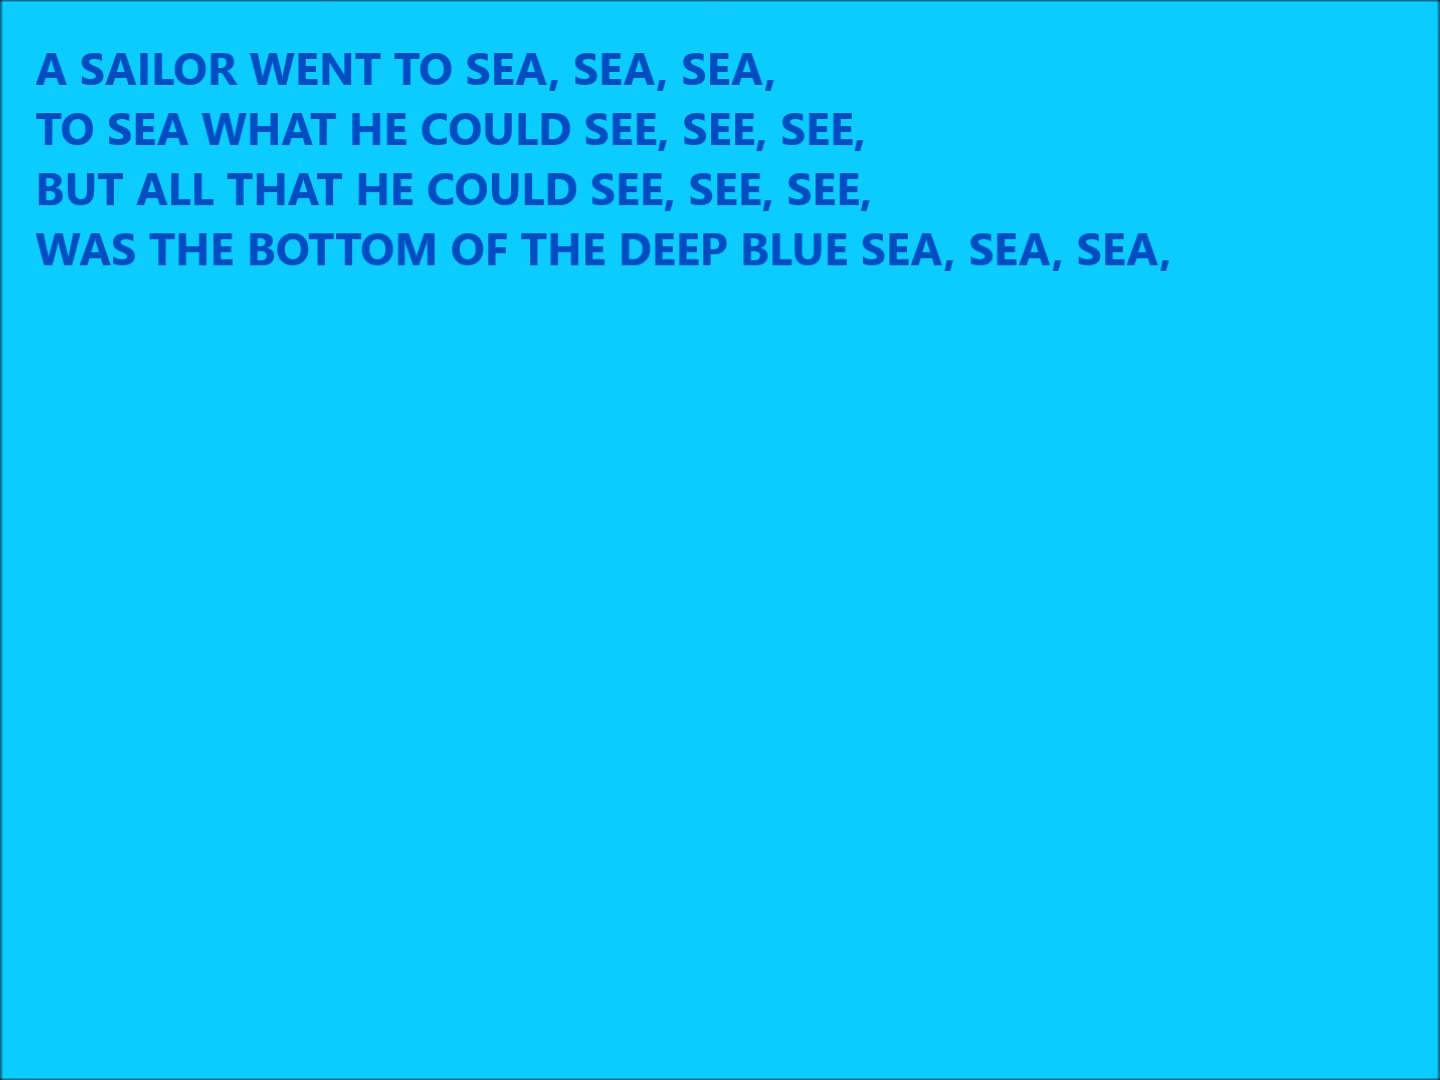 A SAILOR WENT TO SEA, SEA, SEA,
TO SEA WHAT HE COULD SEE, SEE, SEE,
BUT ALL THAT HE COULD SEE, SEE, SEE,
WAS THE BOTTOM OF THE DEEP BLUE SEA, SEA, SEA,